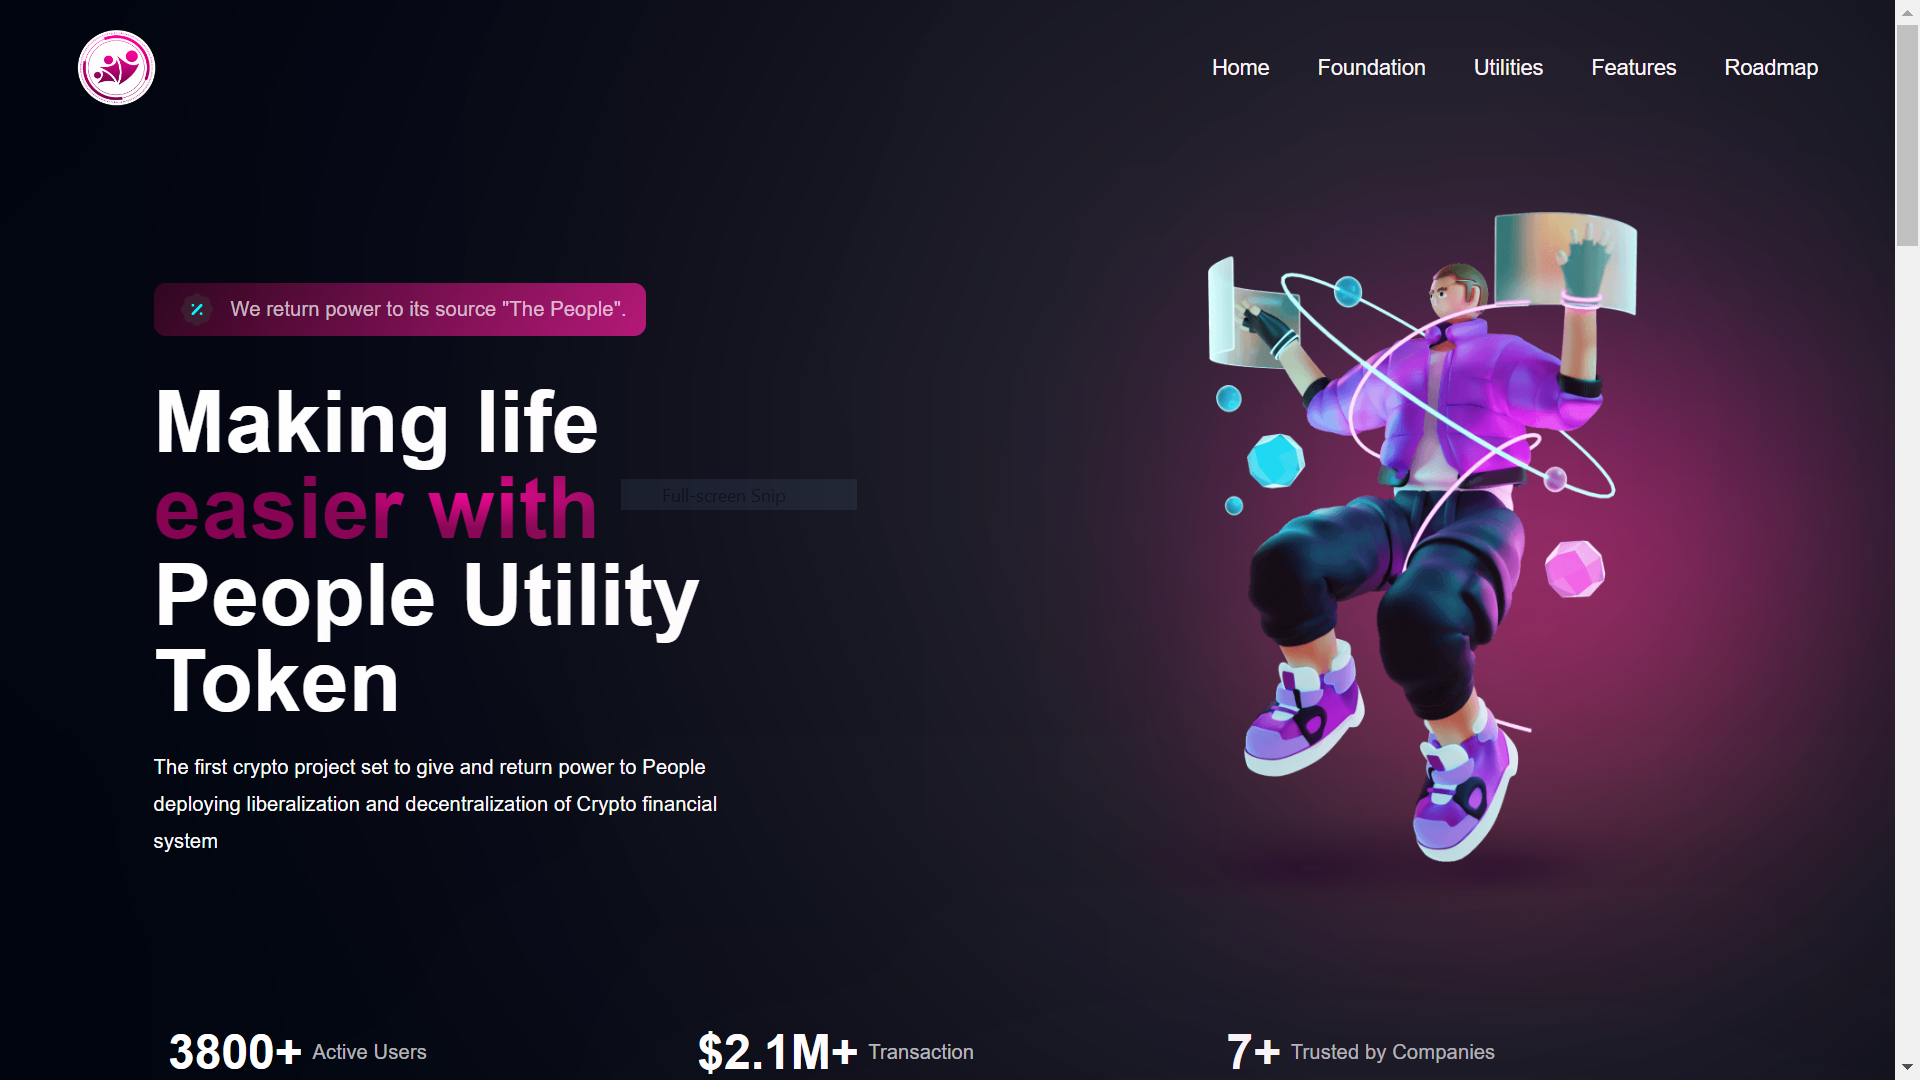 Home Foundation Utilities Features Roadmap
We return power to its source "The People".
Making life
easier with
Full-screen Snip
People Utility
Token
The first crypto project set to give and return power to People
deploying liberalization and decentralization of Crypto financial
system
3800+ Active Users $2.1M+ Transaction 7+ Trusted by Companies